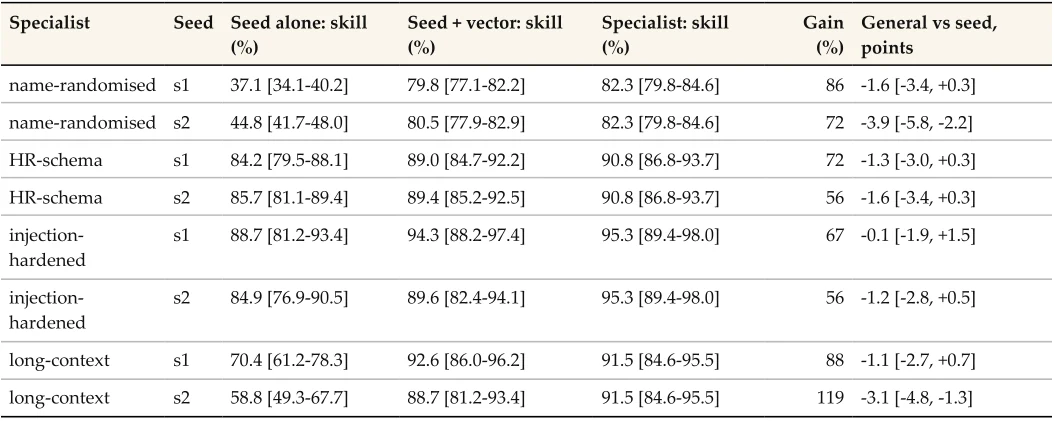 Specialist Seed Seed alone: skill (%) Seed + vector: skill (%) Specialist: skill (%) Gain (%) General vs seed, points
name-randomised s1 37.1 [34.1-40.2] 79.8 [77.1-82.2] 82.3 [79.8-84.6] 86 -1.6 [-3.4, +0.3]
name-randomised s2 44.8 [41.7-48.0] 80.5 [77.9-82.9] 82.3 [79.8-84.6] 72 -3.9 [-5.8, -2.2]
HR-schema s1 84.2 [79.5-88.1] 89.0 [84.7-92.2] 90.8 [86.8-93.7] 72 -1.3 [-3.0, +0.3]
HR-schema s2 85.7 [81.1-89.4] 89.4 [85.2-92.5] 90.8 [86.8-93.7] 56 -1.6 [-3.4, +0.3]
injection-hardened s1 88.7 [81.2-93.4] 94.3 [88.2-97.4] 95.3 [89.4-98.0] 67 -0.1 [-1.9, +1.5]
injection-hardened s2 84.9 [76.9-90.5] 89.6 [82.4-94.1] 95.3 [89.4-98.0] 56 -1.2 [-2.8, +0.5]
long-context s1 70.4 [61.2-78.3] 92.6 [86.0-96.2] 91.5 [84.6-95.5] 88 -1.1 [-2.7, +0.7]
long-context s2 58.8 [49.3-67.7] 88.7 [81.2-93.4] 91.5 [84.6-95.5] 119 -3.1 [-4.8, -1.3]